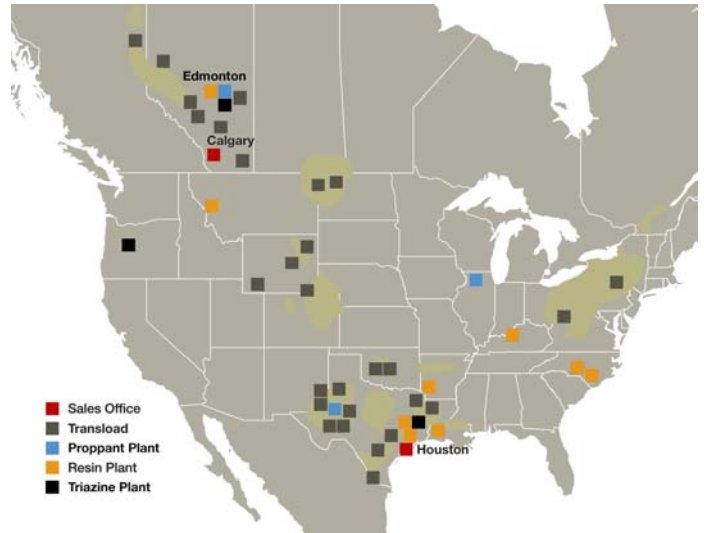 Edmonton
Calgary
Sales Office
Transload
Proppant Plant
Resin Plant
Triazine Plant
Houston